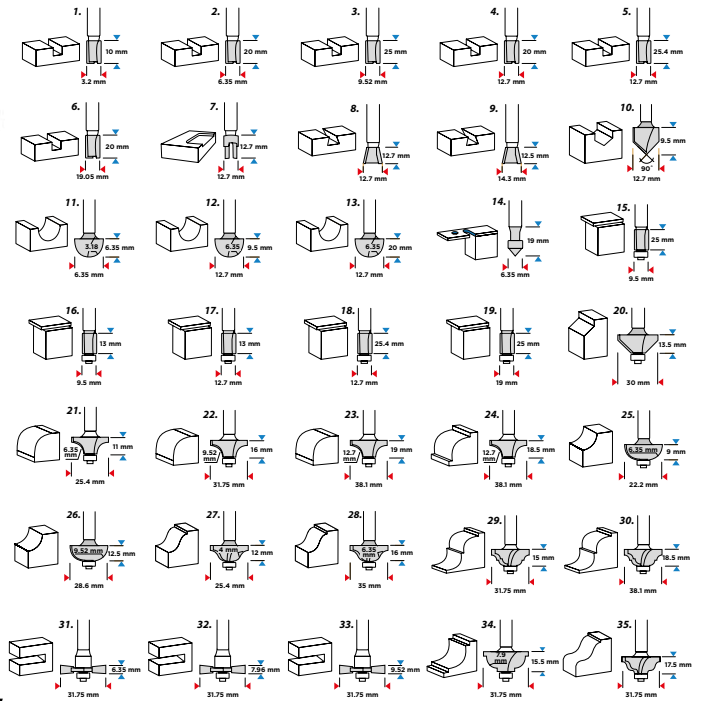 1.
10 mm
3.2 mm
2.
20 mm
6.35 mm
3.
25 mm
9.52 mm
4.
20 mm
12.7 mm
5.
25.4 mm
12.7 mm
6.
20 mm
19.05 mm
7.
12.7 mm
12.7 mm
8.
12.7 mm
12.7 mm
9.
12.5 mm
14.3 mm
10.
9.5 mm
90°
12.7 mm
11.
3.18
6.35 mm
6.35 mm
12.
6.35
9.5 mm
12.7 mm
13.
6.35
20 mm
12.7 mm
14.
19 mm
6.35 mm
15.
25 mm
9.5 mm
16.
13 mm
9.5 mm
17.
13 mm
12.7 mm
18.
25.4 mm
12.7 mm
19.
25 mm
19 mm
20.
13.5 mm
30 mm
21.
6.35
mm
11 mm
25.4 mm
22.
9.52
mm
16 mm
31.75 mm
23.
12.7
mm
19 mm
38.1 mm
24.
12.7
mm
18.5 mm
38.1 mm
25.
6.35 mm
9 mm
22.2 mm
26.
9.52 mm
12.5 mm
28.6 mm
27.
4 mm
12 mm
25.4 mm
28.
6.35
mm
16 mm
35 mm
29.
15 mm
31.75 mm
30.
18.5 mm
38.1 mm
31.
6.35 mm
31.75 mm
32.
7.96 mm
31.75 mm
33.
9.52 mm
31.75 mm
34.
7.9
mm
15.5 mm
31.75 mm
35.
17.5 mm
31.75 mm